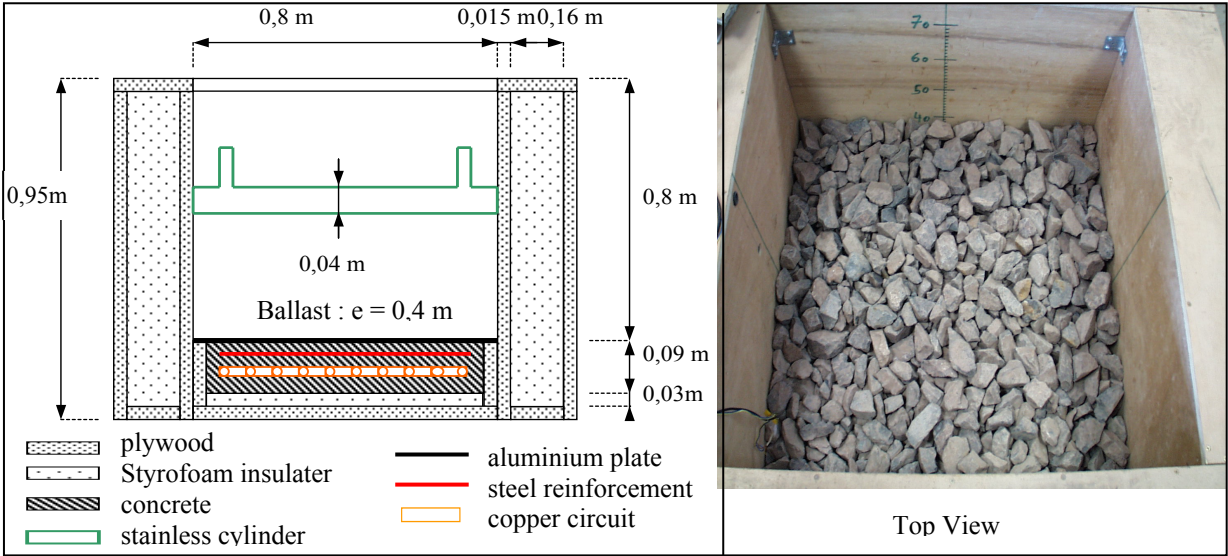 0,8 m
0,015 m
0,16 m
0,95m
0,8 m
0,04 m
Ballast : e = 0,4 m
0,09 m
0,03m
plywood
Styrofoam insulater
concrete
stainless cylinder
aluminium plate
steel reinforcement
copper circuit
70
60
50
40
Top View